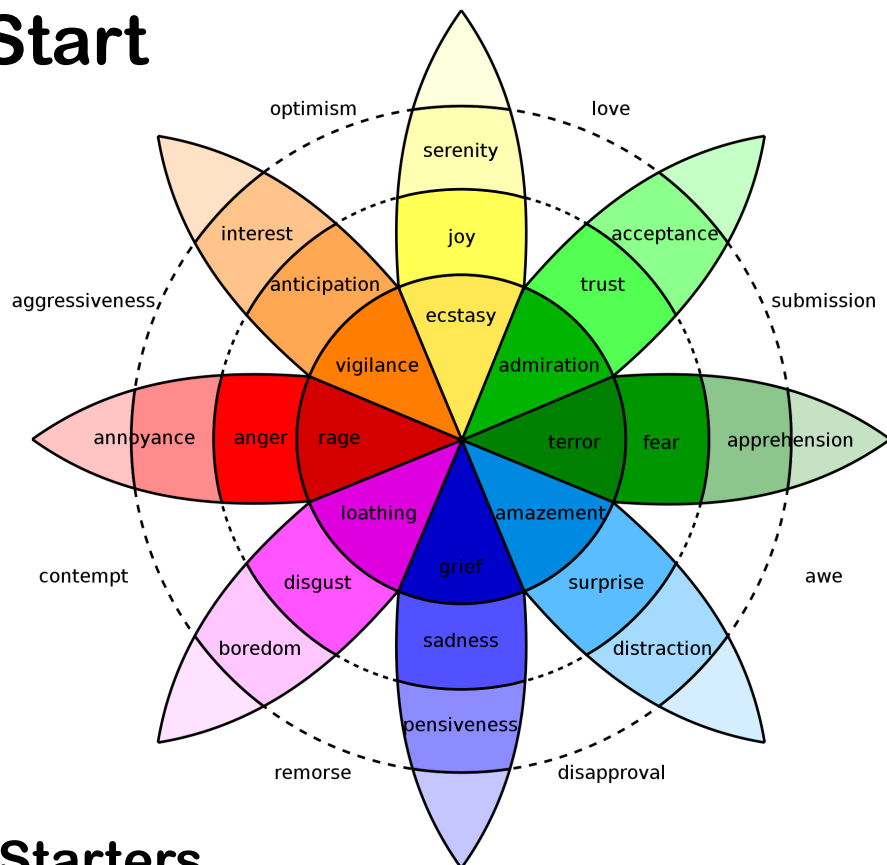 Start
optimism
love
serenity
interest
joy
acceptance
anticipation
trust
aggressiveness
ecstasy
submission
vigilance
admiration
annoyance
anger
rage
terror
fear
apprehension
loathing
amazement
contempt
grief
awe
disgust
surprise
sadness
boredom
distraction
pensiveness
remorse
disapproval
Starters